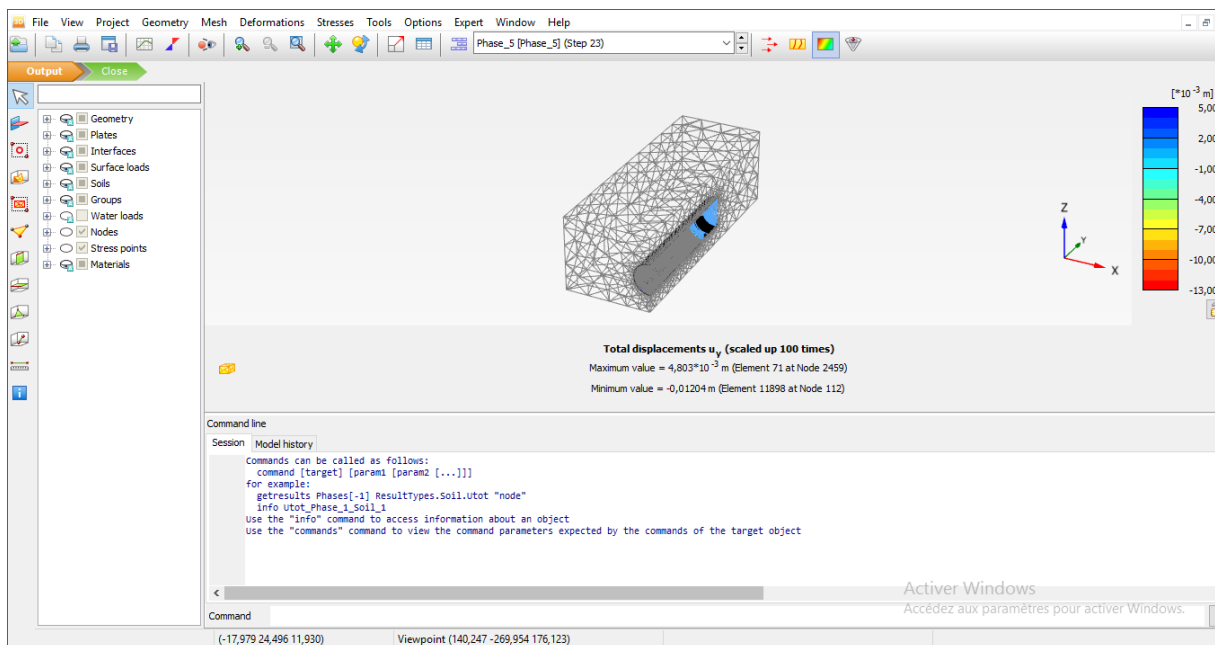 File View Project Geometry Mesh Deformations Stresses Tools Options Expert Window Help
Phase_5 [Phase_5] (Step 23)
Output Close
Geometry
Plates
Interfaces
Surface loads
Soils
Groups
Water loads
Nodes
Stress points
Materials
[*10 -3 m]
5,00
2,00
-1,00
-4,00
-7,00
-10,00
-13,00
Z
Y
X
Total displacements uy (scaled up 100 times)
Maximum value = 4,803*10 -3 m (Element 71 at Node 2459)
Minimum value = -0,01204 m (Element 11898 at Node 112)
Command line
Session Model history
Commands can be called as follows:
command [target] [param1 [param2 [...]]]
for example:
getresults Phases[-1] ResultTypes.Soil.Utot "node"
info Utot_Phase_1_Soil_1
Use the "info" command to access information about an object
Use the "commands" command to view the command parameters expected by the commands of the target object
Activer Windows
Accédez aux paramètres pour activer Windows.
Command
(-17,979 24,496 11,930) Viewpoint (140,247 -269,954 176,123)